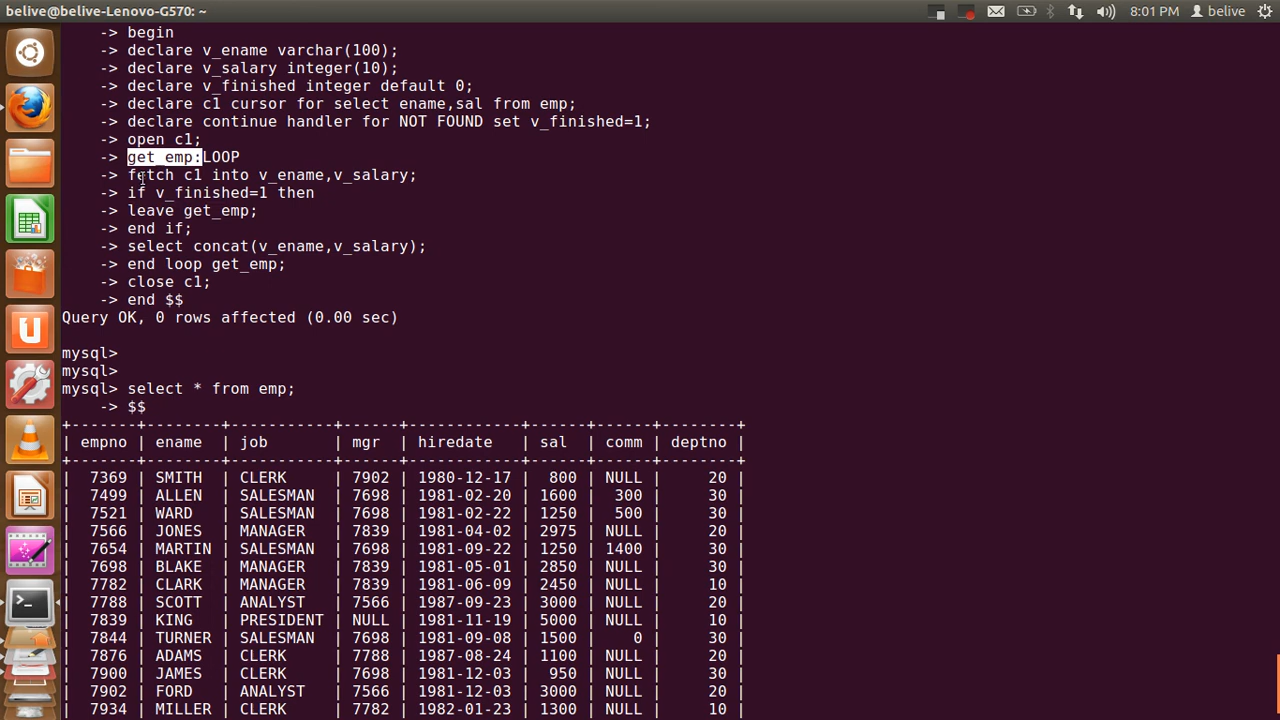 belive@belive-Lenovo-G570: ~
8:01 PM
belive
-> begin
-> declare v_ename varchar(100);
-> declare v_salary integer(10);
-> declare v_finished integer default 0;
-> declare c1 cursor for select ename,sal from emp;
-> declare continue handler for NOT FOUND set v_finished=1;
-> open c1;
-> get_emp:LOOP
-> fetch c1 into v_ename,v_salary;
-> if v_finished=1 then
-> leave get_emp;
-> end if;
-> select concat(v_ename,v_salary);
-> end loop get_emp;
-> close c1;
-> end $$
Query OK, 0 rows affected (0.00 sec)
mysql>
mysql>
mysql> select * from emp;
-> $$
+-------+--------+-----------+------+------------+------+------+--------+
| empno | ename | job | mgr | hiredate | sal | comm | deptno |
+-------+--------+-----------+------+------------+------+------+--------+
| 7369 | SMITH | CLERK | 7902 | 1980-12-17 | 800 | NULL | 20 |
| 7499 | ALLEN | SALESMAN | 7698 | 1981-02-20 | 1600 | 300 | 30 |
| 7521 | WARD | SALESMAN | 7698 | 1981-02-22 | 1250 | 500 | 30 |
| 7566 | JONES | MANAGER | 7839 | 1981-04-02 | 2975 | NULL | 20 |
| 7654 | MARTIN | SALESMAN | 7698 | 1981-09-22 | 1250 | 1400 | 30 |
| 7698 | BLAKE | MANAGER | 7839 | 1981-05-01 | 2850 | NULL | 30 |
| 7782 | CLARK | MANAGER | 7839 | 1981-06-09 | 2450 | NULL | 10 |
| 7788 | SCOTT | ANALYST | 7566 | 1987-09-23 | 3000 | NULL | 20 |
| 7839 | KING | PRESIDENT | NULL | 1981-11-19 | 5000 | NULL | 10 |
| 7844 | TURNER | SALESMAN | 7698 | 1981-09-08 | 1500 | 0 | 30 |
| 7876 | ADAMS | CLERK | 7788 | 1987-08-24 | 1100 | NULL | 20 |
| 7900 | JAMES | CLERK | 7698 | 1981-12-03 | 950 | NULL | 30 |
| 7902 | FORD | ANALYST | 7566 | 1981-12-03 | 3000 | NULL | 20 |
| 7934 | MILLER | CLERK | 7782 | 1982-01-23 | 1300 | NULL | 10 |